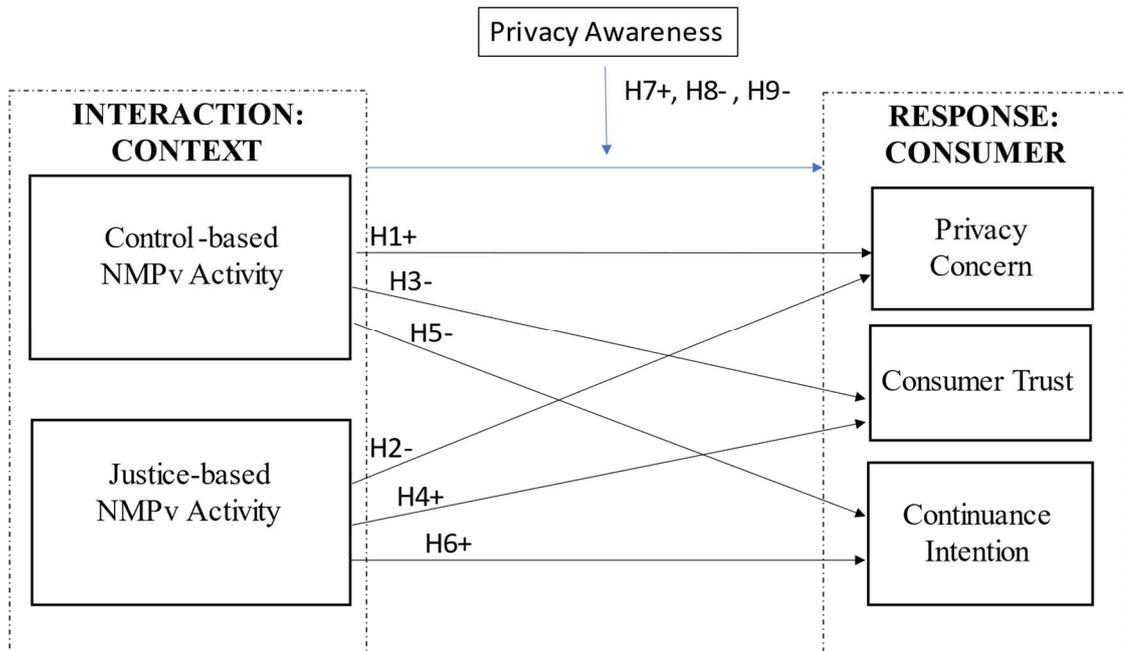 Privacy Awareness
H7+, H8- , H9-
INTERACTION:
CONTEXT
Control-based
NMPv Activity
Justice-based
NMPv Activity
H1+
H3-
H5-
H2-
H4+
H6+
RESPONSE:
CONSUMER
Privacy
Concern
Consumer Trust
Continuance
Intention